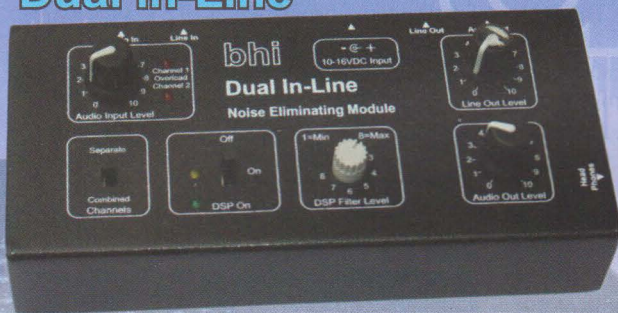 Dual In-Line
Line In
Line Out
bhi
10-16VDC Input
Channel 1
Overload
Channel 2
Dual In-Line
Noise Eliminating Module
Audio Input Level
Line Out Level
Separate
Combined
Channels
Off
On
DSP On
1=Min 8=Max
DSP Filter Level
Audio Out Level
Head
Phones